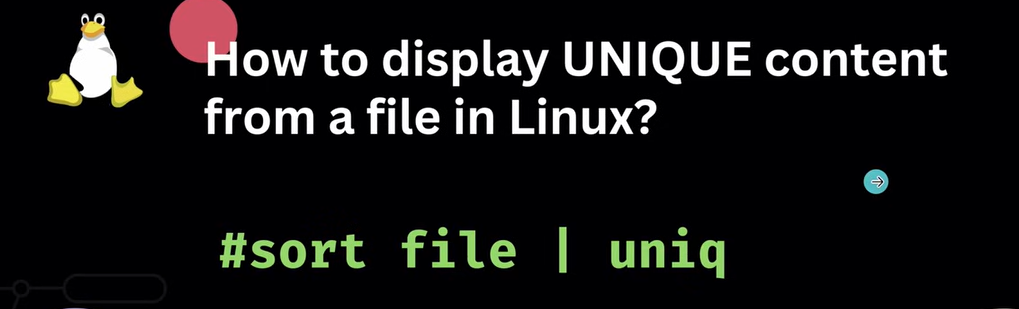 How to display UNIQUE content
from a file in Linux?
#sort file | uniq